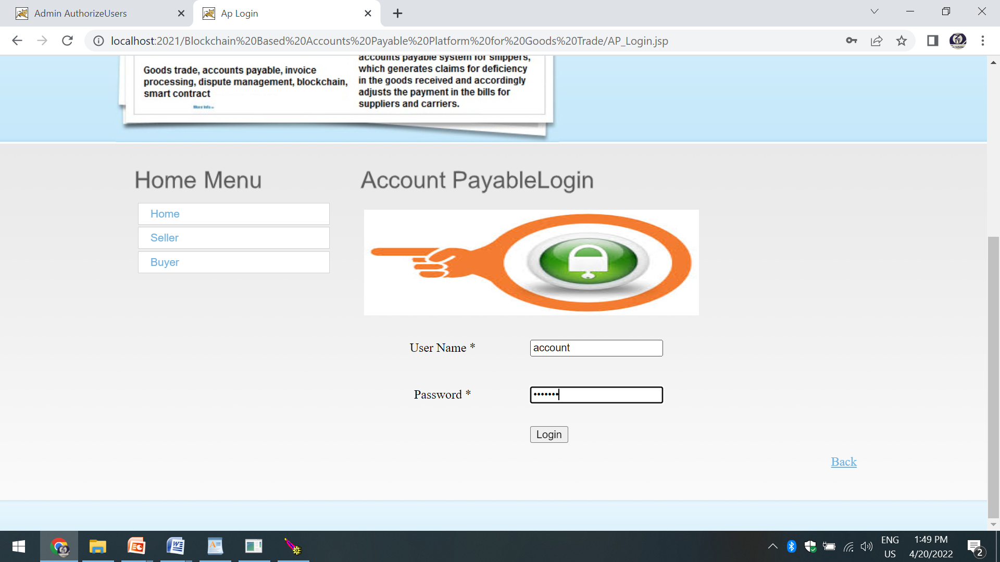 Admin AuthorizeUsers
Ap Login
localhost:2021/Blockchain%20Based%20Accounts%20Payable%20Platform%20for%20Goods%20Trade/AP_Login.jsp
Goods trade, accounts payable, invoice
processing, dispute management, blockchain,
smart contract
More Info »
accounts payable system for shippers,
which generates claims for deficiency
in the goods received and accordingly
adjusts the payment in the bills for
suppliers and carriers.
Home Menu
Home
Seller
Buyer
Account PayableLogin
User Name *
account
Password *
•••••••
Login
Back
ENG
US
1:49 PM
4/20/2022
2